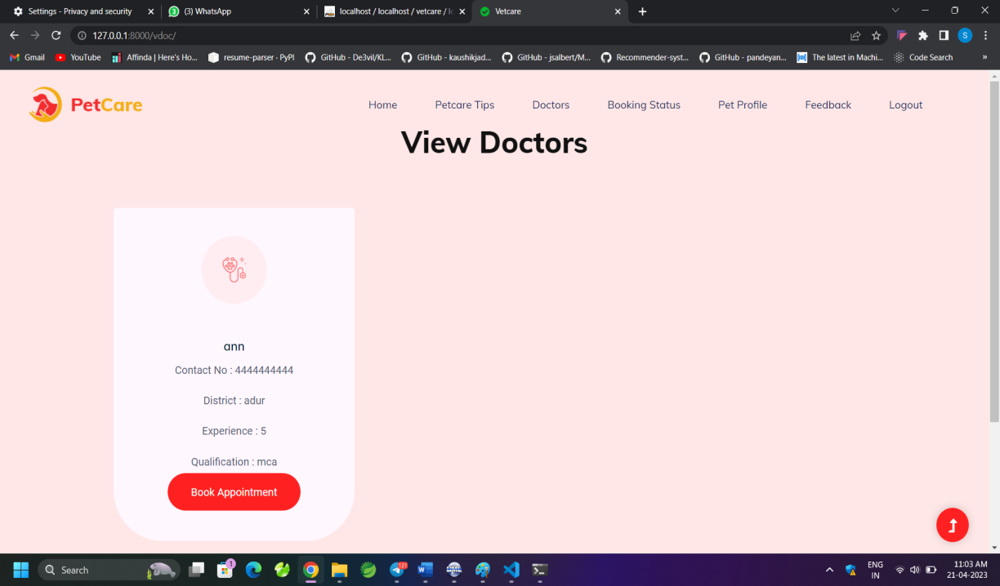 Settings - Privacy and security
(3) WhatsApp
localhost / localhost / vetcare / lo
Vetcare
127.0.0.1:8000/vdoc/
S
Gmail
YouTube
Affinda | Here's Ho...
resume-parser · PyPI
GitHub - De3vil/KL...
GitHub - kaushikjad...
GitHub - jsalbert/M...
Recommender-syst...
GitHub - pandeyan...
The latest in Machi...
Code Search
»
PetCare
Home
Petcare Tips
Doctors
Booking Status
Pet Profile
Feedback
Logout
View Doctors
ann
Contact No : 4444444444
District : adur
Experience : 5
Qualification : mca
Book Appointment
Search
1
121
ENG
IN
11:03 AM
21-04-2023